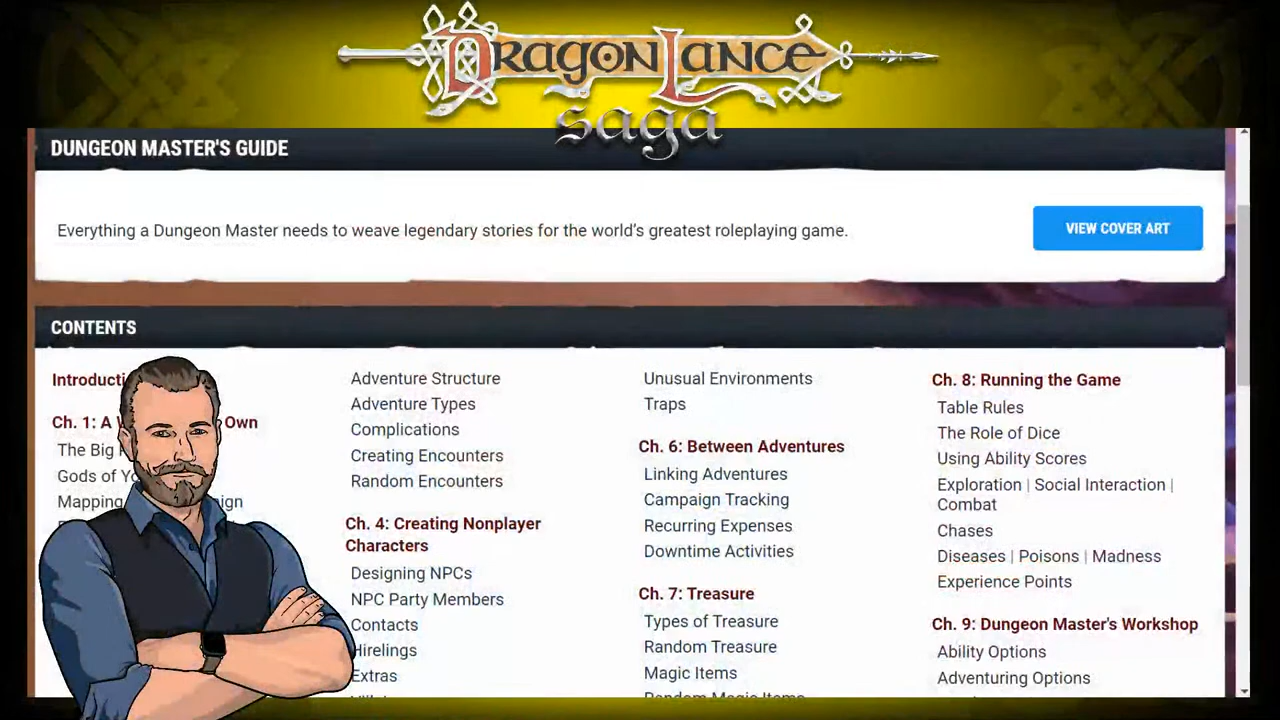 DragonLance
saga
DUNGEON MASTER'S GUIDE
Everything a Dungeon Master needs to weave legendary stories for the world's greatest roleplaying game.
VIEW COVER ART
CONTENTS
Ch. 1: A
Own
The Big
Gods of
Mapping
Adventure Structure
Adventure Types
Complications
Creating Encounters
Random Encounters
Ch. 4: Creating Nonplayer
Characters
Designing NPCs
NPC Party Members
Contacts
Hirelings
Extras
Unusual Environments
Traps
Ch. 6: Between Adventures
Linking Adventures
Campaign Tracking
Recurring Expenses
Downtime Activities
Ch. 7: Treasure
Types of Treasure
Random Treasure
Magic Items
Random Magic Items
Ch. 8: Running the Game
Table Rules
The Role of Dice
Using Ability Scores
Exploration | Social Interaction |
Combat
Chases
Diseases | Poisons | Madness
Experience Points
Ch. 9: Dungeon Master's Workshop
Ability Options
Adventuring Options